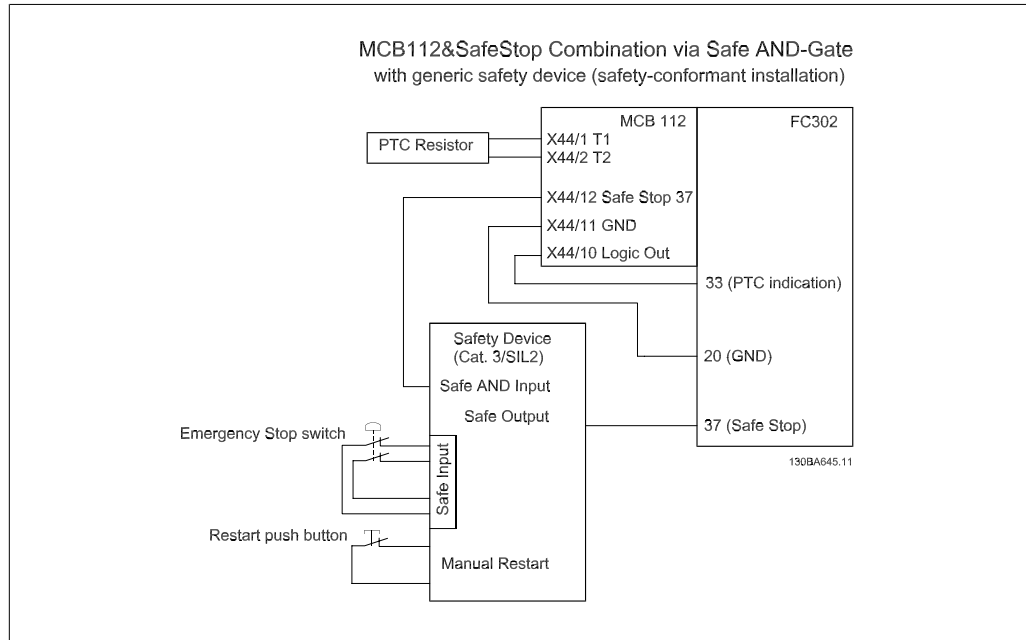 MCB112&SafeStop Combination via Safe AND-Gate
with generic safety device (safety-conformant installation)
MCB 112
FC302
PTC Resistor
X44/1 T1
X44/2 T2
X44/12 Safe Stop 37
X44/11 GND
X44/10 Logic Out
33 (PTC indication)
Safety Device
(Cat. 3/SIL2)
20 (GND)
Safe AND Input
Safe Output
37 (Safe Stop)
Emergency Stop switch
Safe Input
130BA645.11
Restart push button
Manual Restart